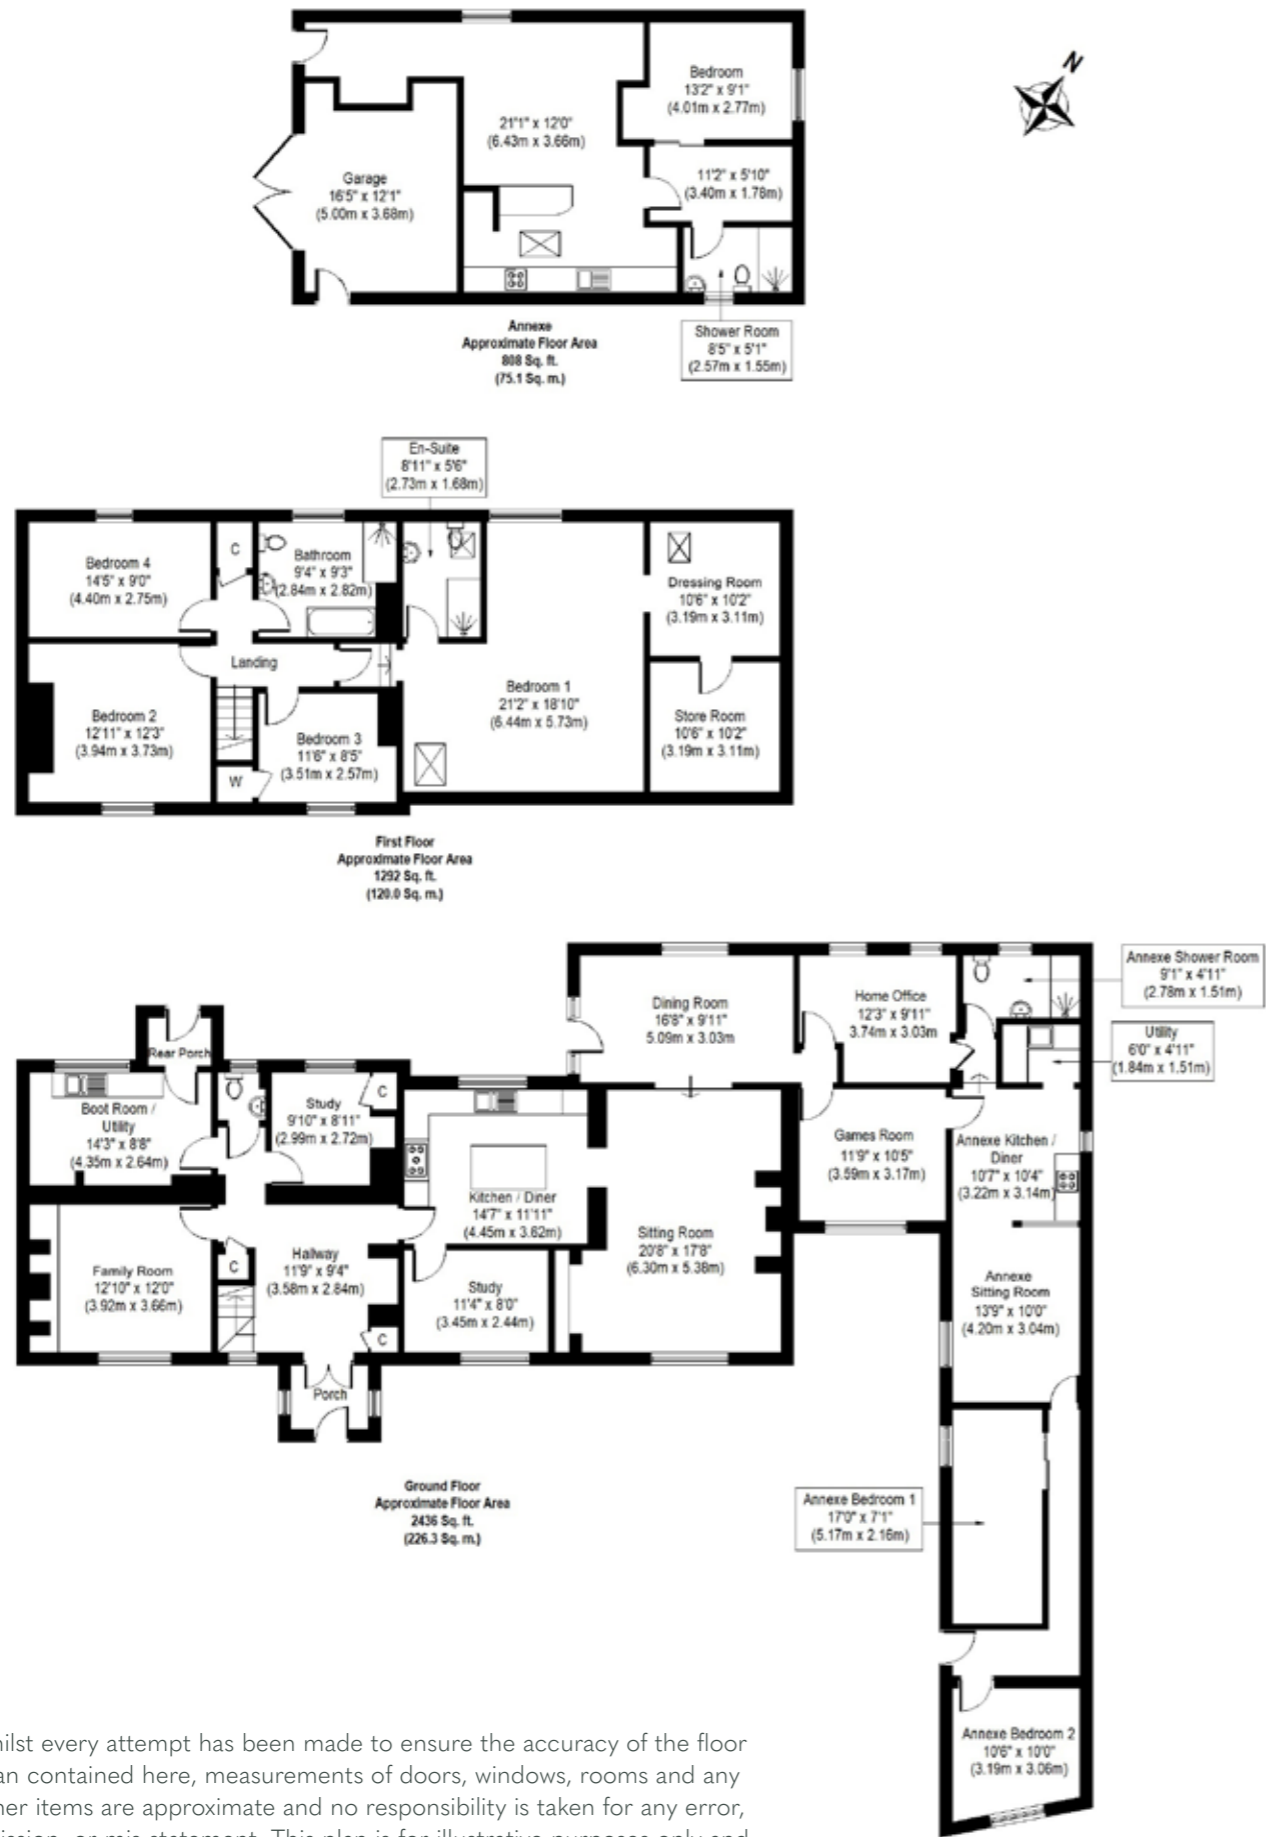 N
Bedroom
13'2" x 9'1"
(4.01m x 2.77m)
21'1" x 12'0"
(6.43m x 3.66m)
11'2" x 5'10"
(3.40m x 1.78m)
Garage
16'5" x 12'1"
(5.00m x 3.68m)
Annexe
Approximate Floor Area
808 Sq. ft.
(75.1 Sq. m.)
Shower Room
8'5" x 5'1"
(2.57m x 1.55m)
En-Suite
8'11" x 5'6"
(2.73m x 1.68m)
Bedroom 4
14'5" x 9'0"
(4.40m x 2.75m)
C
Bathroom
9'4" x 9'3"
(2.84m x 2.82m)
Dressing Room
10'6" x 10'2"
(3.19m x 3.11m)
Landing
Bedroom 1
21'2" x 18'10"
(6.44m x 5.73m)
Bedroom 2
12'11" x 12'3"
(3.94m x 3.73m)
Bedroom 3
11'6" x 8'5"
(3.51m x 2.57m)
W
Store Room
10'6" x 10'2"
(3.19m x 3.11m)
First Floor
Approximate Floor Area
1292 Sq. ft.
(120.0 Sq. m.)
Annexe Shower Room
9'1" x 4'11"
(2.78m x 1.51m)
Dining Room
16'8" x 9'11"
5.09m x 3.03m
Home Office
12'3" x 9'11"
3.74m x 3.03m
Utility
6'0" x 4'11"
(1.84m x 1.51m)
Rear Porch
Boot Room /
Utility
14'3" x 8'8"
(4.35m x 2.64m)
Study
9'10" x 8'11"
(2.99m x 2.72m)
C
Games Room
11'9" x 10'5"
(3.59m x 3.17m)
Annexe Kitchen /
Diner
10'7" x 10'4"
(3.22m x 3.14m)
Kitchen / Diner
14'7" x 11'11"
(4.45m x 3.62m)
Sitting Room
20'8" x 17'8"
(6.30m x 5.38m)
Family Room
12'10" x 12'0"
(3.92m x 3.66m)
C
Hallway
11'9" x 9'4"
(3.58m x 2.84m)
Study
11'4" x 8'0"
(3.45m x 2.44m)
C
Annexe
Sitting Room
13'9" x 10'0"
(4.20m x 3.04m)
Porch
Ground Floor
Approximate Floor Area
2436 Sq. ft.
(226.3 Sq. m.)
Annexe Bedroom 1
17'0" x 7'1"
(5.17m x 2.16m)
Annexe Bedroom 2
10'6" x 10'0"
(3.19m x 3.06m)
ilst every attempt has been made to ensure the accuracy of the floor
an contained here, measurements of doors, windows, rooms and any
her items are approximate and no responsibility is taken for any error,
ission, or mis-statement. This plan is for illustrative purposes only and